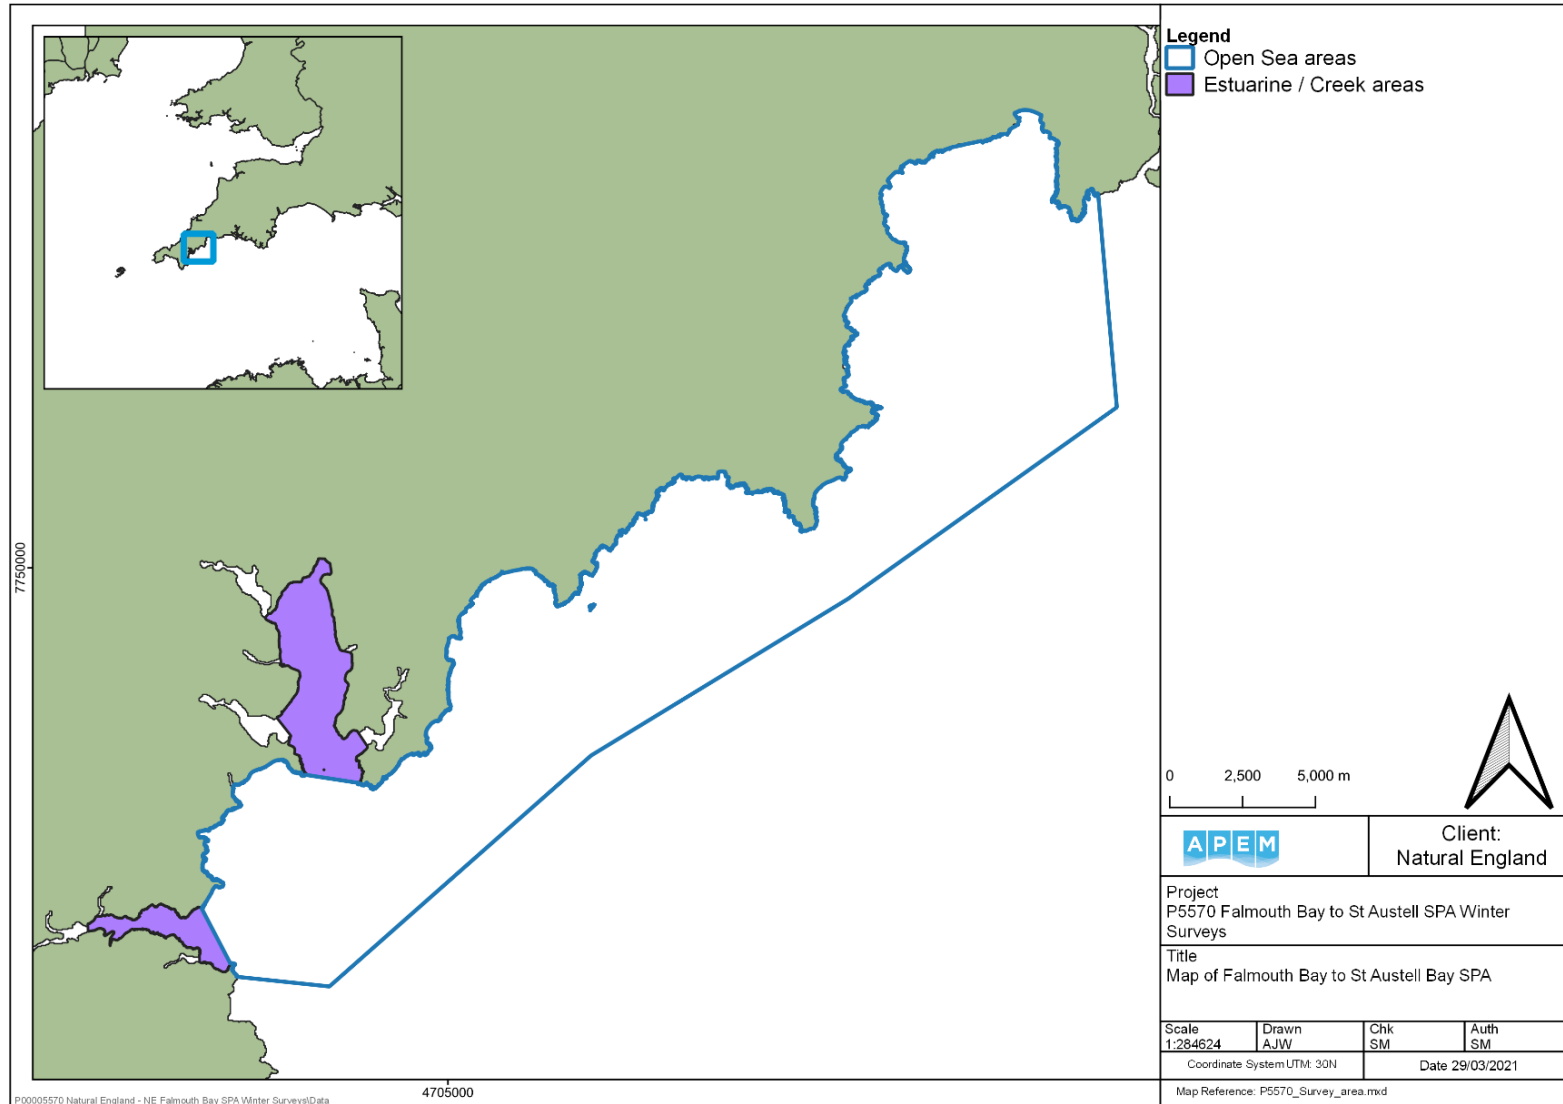 Legend
Open Sea areas
Estuarine / Creek areas
7750000
4705000
0 2,500 5,000 m
APEM
Client:
Natural England
Project
P5570 Falmouth Bay to St Austell SPA Winter
Surveys
Title
Map of Falmouth Bay to St Austell Bay SPA
Scale
1:284624
Drawn
AJW
Chk
SM
Auth
SM
Coordinate System UTM: 30N
Date 29/03/2021
Map Reference: P5570_Survey_area.mxd
P00005570 Natural England - NE Falmouth Bay SPA Winter Surveys\Data